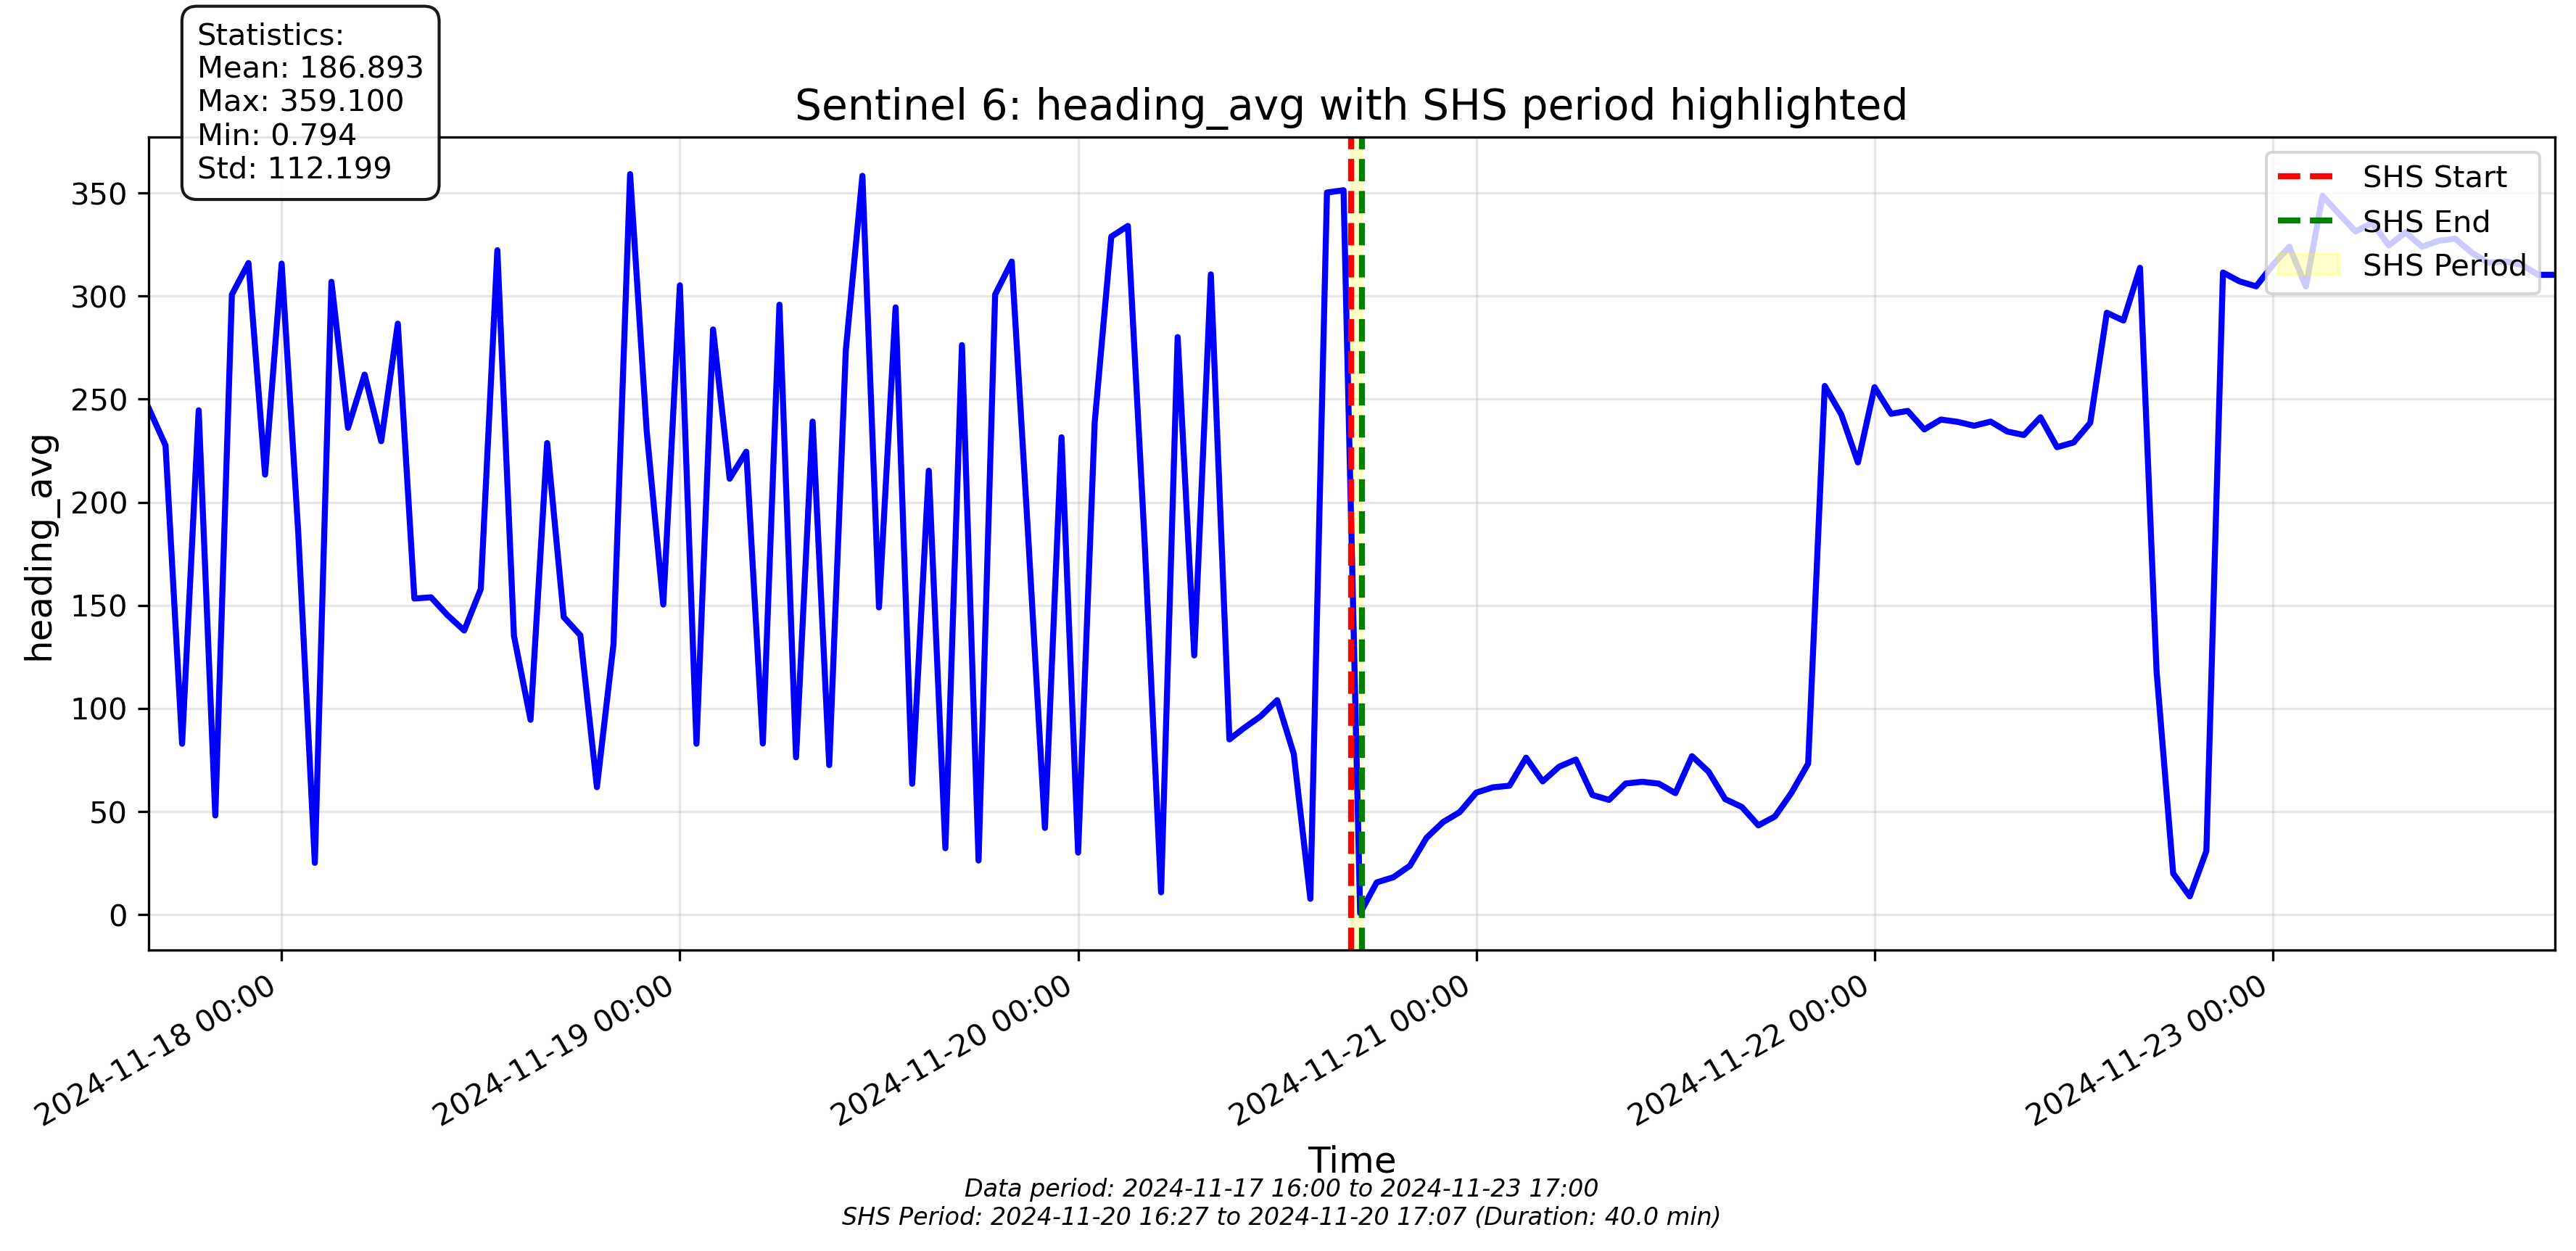 Statistics:
Mean: 186.893
Max: 359.100
Min: 0.794
Std: 112.199
Sentinel 6: heading_avg with SHS period highlighted
SHS Start
SHS End
SHS Period
heading_avg
350
300
250
200
150
100
50
0
2024-11-18 00:00
2024-11-19 00:00
2024-11-20 00:00
2024-11-21 00:00
2024-11-22 00:00
2024-11-23 00:00
Time
Data period: 2024-11-17 16:00 to 2024-11-23 17:00
SHS Period: 2024-11-20 16:27 to 2024-11-20 17:07 (Duration: 40.0 min)